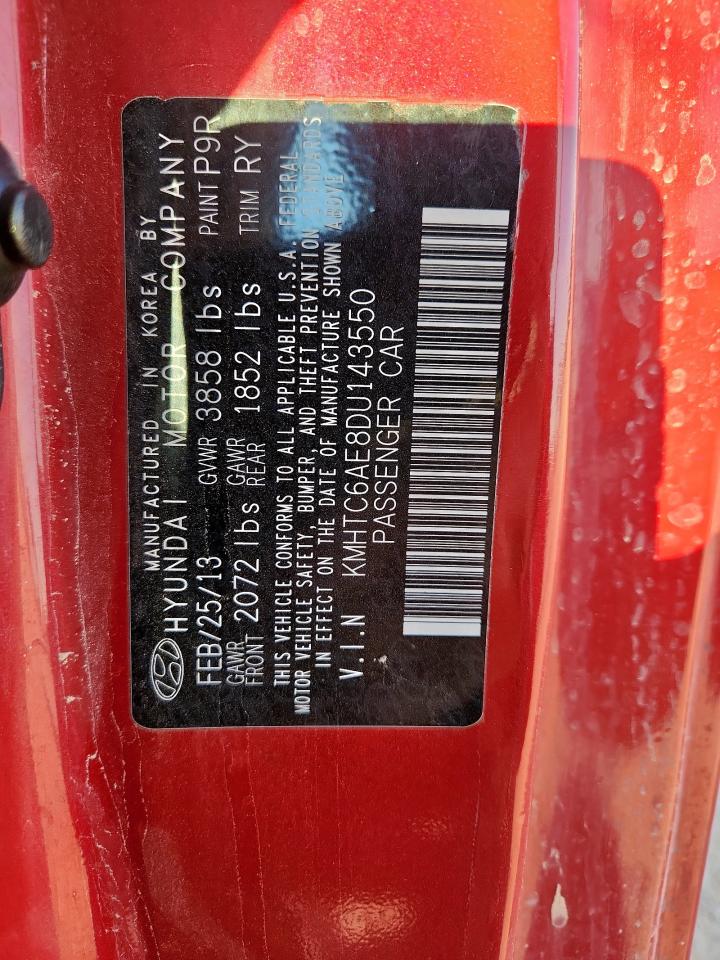 MANUFACTURED IN KOREA BY
HYUNDAI MOTOR COMPANY
FEB/25/13 GVWR 3858 lbs PAINT P9R
GAWR FRONT 2072 lbs GAWR REAR 1852 lbs TRIM RY
THIS VEHICLE CONFORMS TO ALL APPLICABLE U.S.A. FEDERAL
MOTOR VEHICLE SAFETY, BUMPER, AND THEFT PREVENTION STANDARDS
IN EFFECT ON THE DATE OF MANUFACTURE SHOWN ABOVE
V.I.N KMHTC6AE8DU143550
PASSENGER CAR